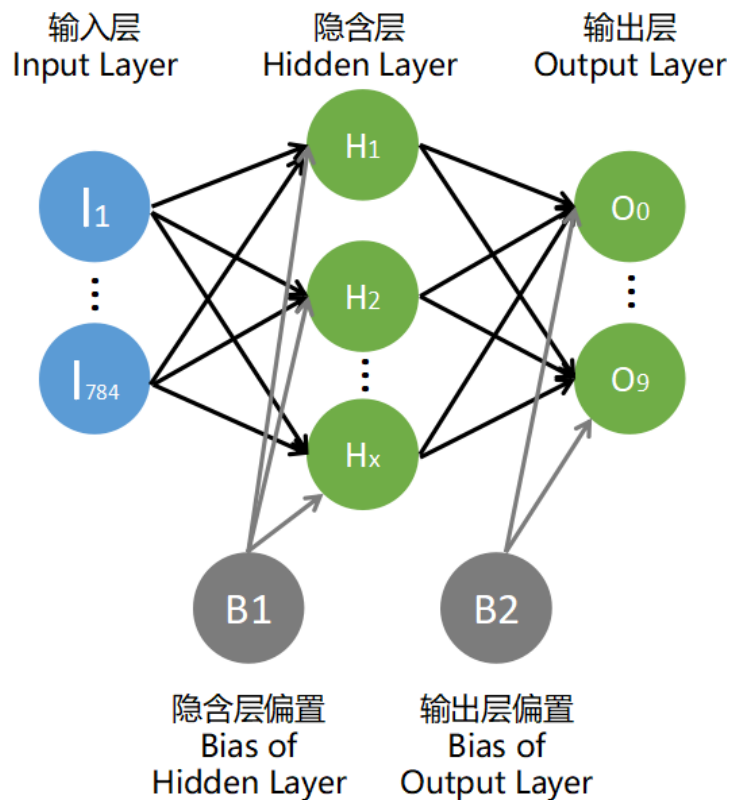 输入层
Input Layer
隐含层
Hidden Layer
输出层
Output Layer
I1
⋮
I784
H1
H2
⋮
Hx
O0
⋮
O9
B1
隐含层偏置
Bias of
Hidden Layer
B2
输出层偏置
Bias of
Output Layer